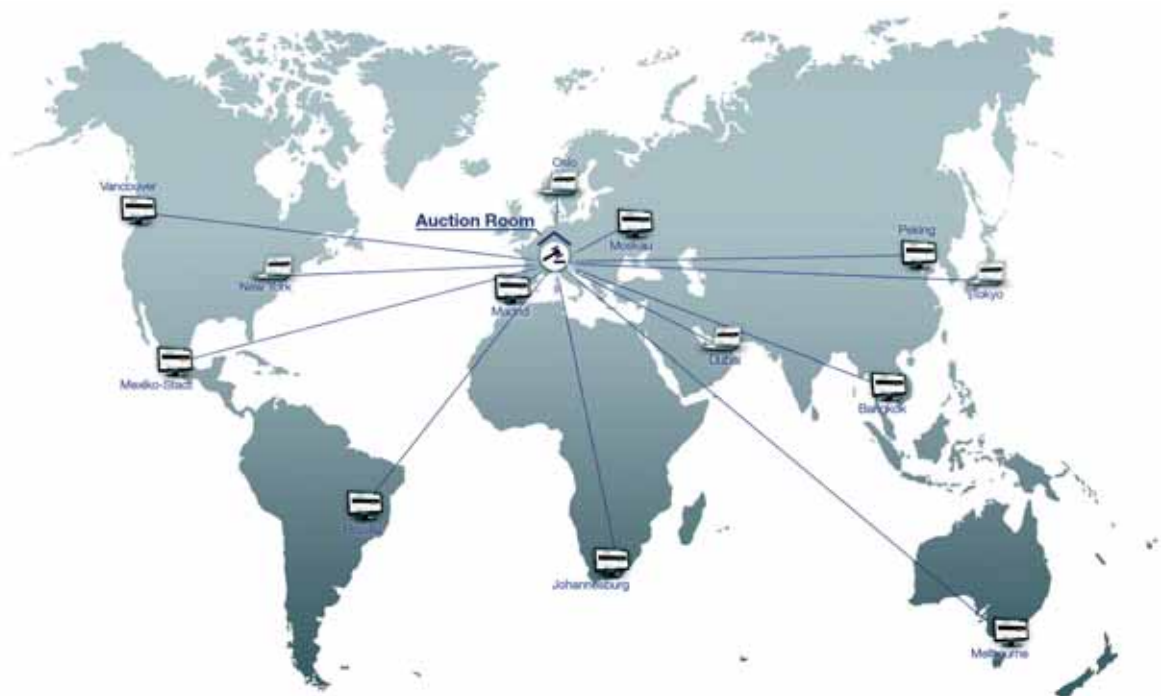 Oslo
Vancouver
Auction Room
Moskau
Peking
New York
Madrid
Tokyo
Dubai
Mexiko-Stadt
Bangkok
Johannesburg
Melbourne